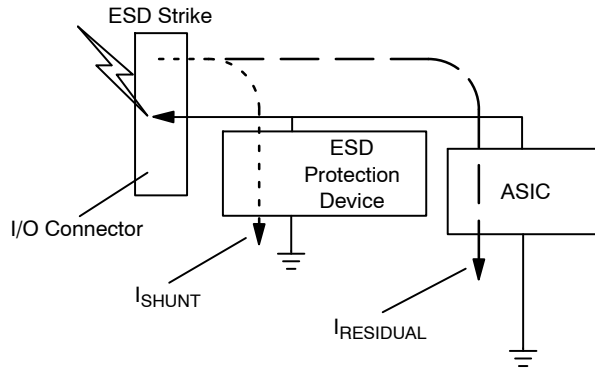 ESD Strike
ESD
Protection
Device
ASIC
I/O Connector
ISHUNT
IRESIDUAL